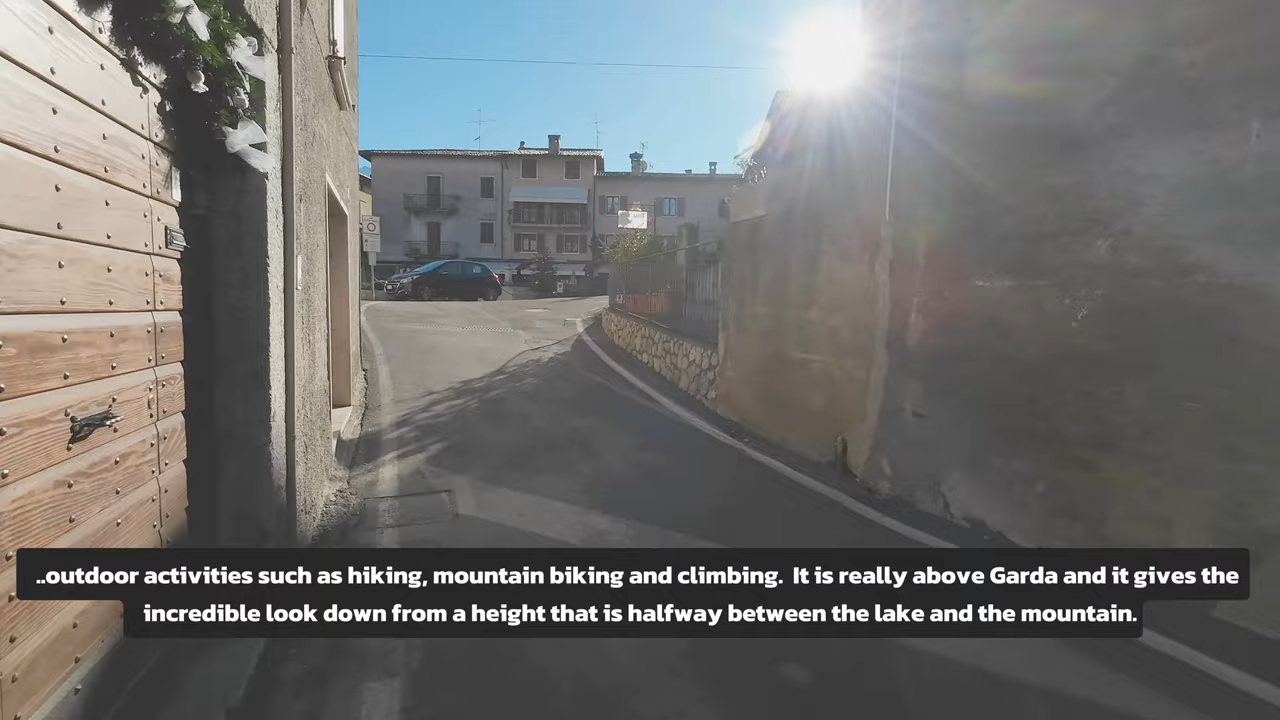 ..outdoor activities such as hiking, mountain biking and climbing.  It is really above Garda and it gives the
incredible look down from a height that is halfway between the lake and the mountain.